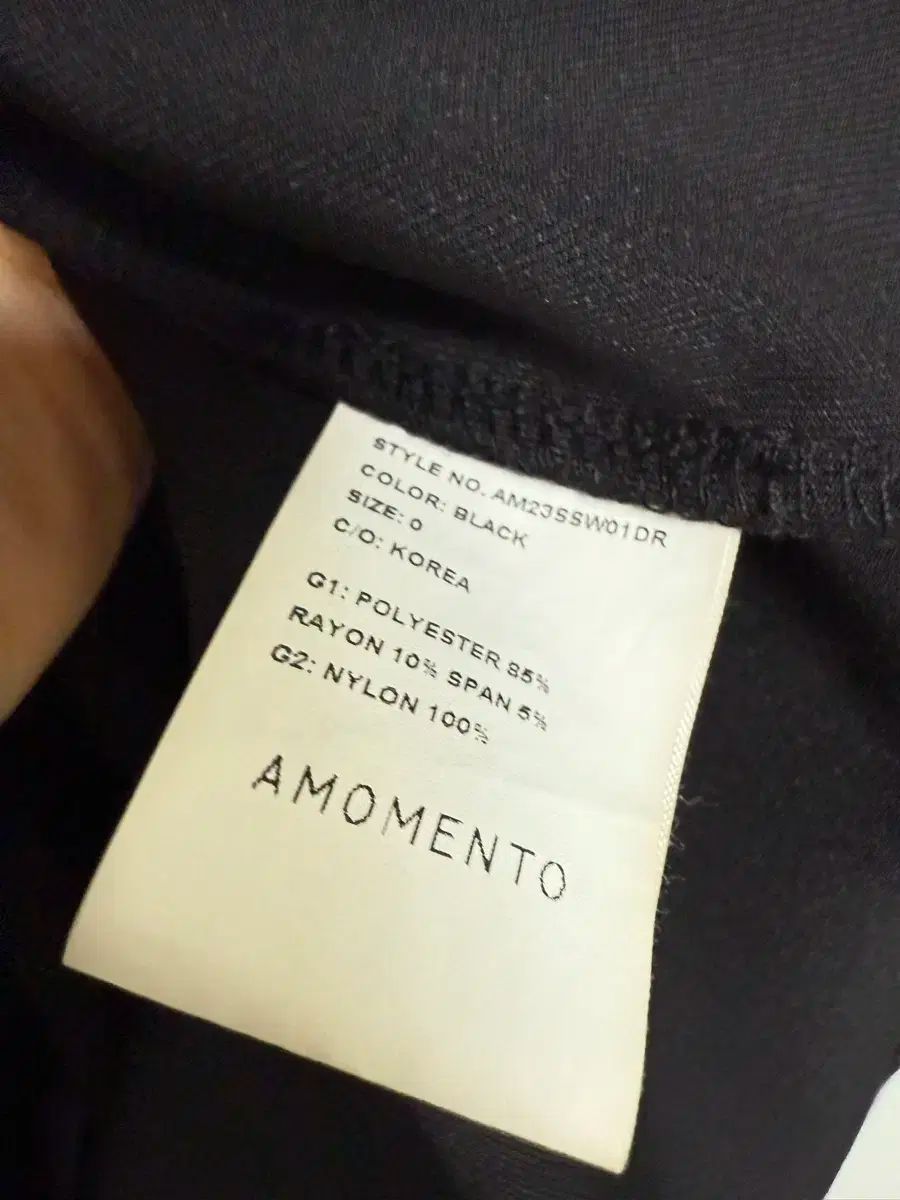 STYLE NO. AM23SSW01DR
COLOR: BLACK
SIZE: 0
C/O: KOREA
G1: POLYESTER 85%
RAYON 10% SPAN 5%
G2: NYLON 100%
AMOMENTO